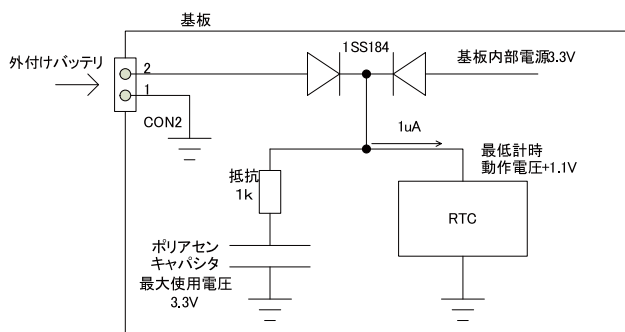 基板
外付けバッテリ
2
1
CON2
1SS184
基板内部電源3.3V
1uA
抵抗
1k
最低計時
動作電圧+1.1V
RTC
ポリアセン
キャパシタ
最大使用電圧
3.3V